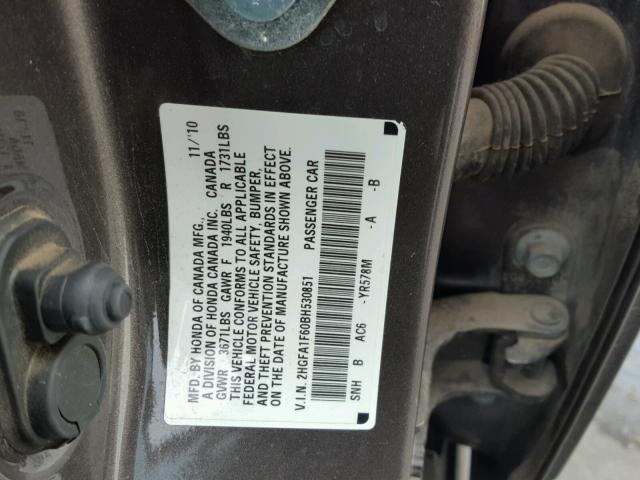 MFD. BY HONDA OF CANADA MFG., 11/10
A DIVISION OF HONDA CANADA INC. CANADA
GVWR 3671LBS GAWR F 1940LBS R 1731LBS
THIS VEHICLE CONFORMS TO ALL APPLICABLE
FEDERAL MOTOR VEHICLE SAFETY, BUMPER,
AND THEFT PREVENTION STANDARDS IN EFFECT
ON THE DATE OF MANUFACTURE SHOWN ABOVE.
V.I.N. 2HGFA1F60BH530851 PASSENGER CAR
SNH B AC6 -YR578M -A -B